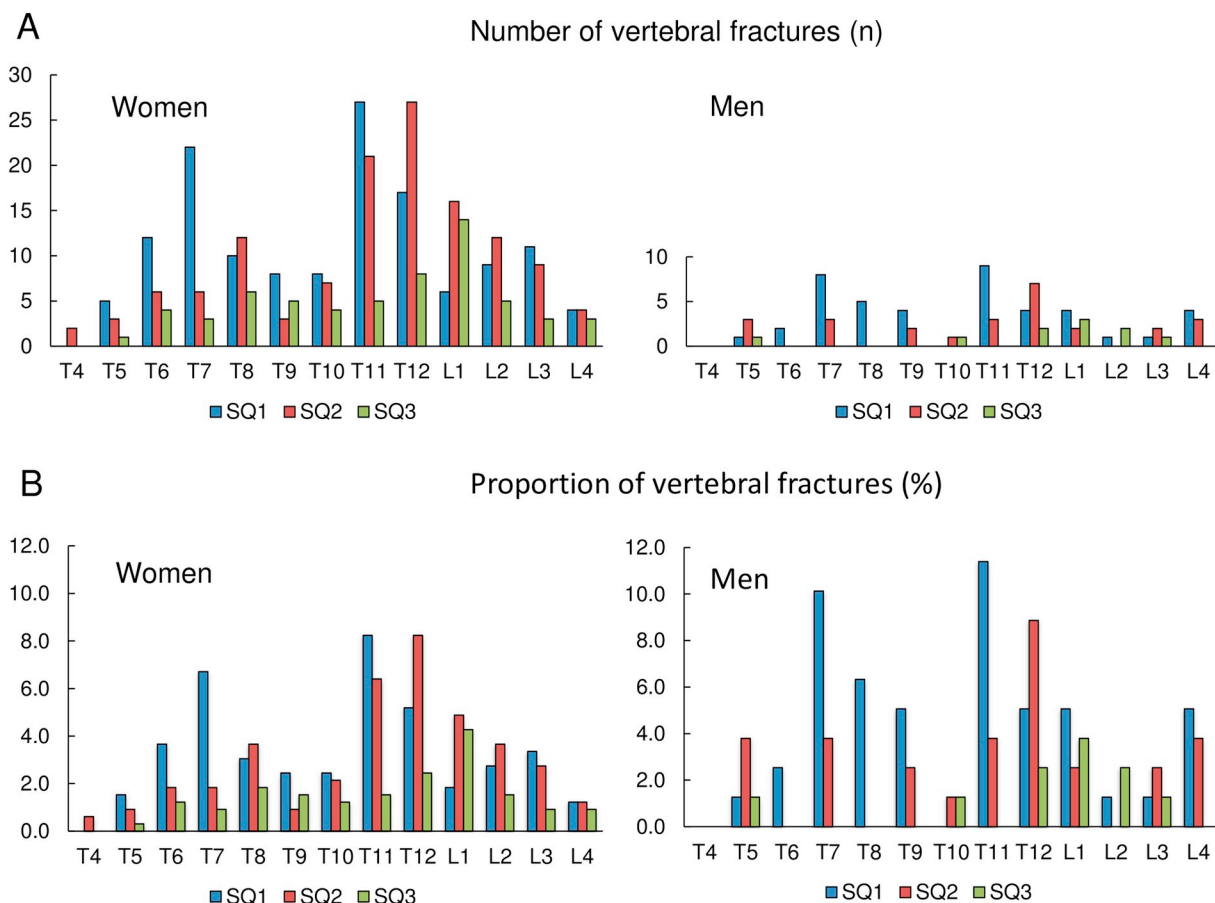 A
Number of vertebral fractures (n)
Women
30
25
20
15
10
5
0
T4 T5 T6 T7 T8 T9 T10 T11 T12 L1 L2 L3 L4
SQ1 SQ2 SQ3
Men
10
5
0
T4 T5 T6 T7 T8 T9 T10 T11 T12 L1 L2 L3 L4
SQ1 SQ2 SQ3
B
Proportion of vertebral fractures (%)
Women
12.0
10.0
8.0
6.0
4.0
2.0
0.0
T4 T5 T6 T7 T8 T9 T10 T11 T12 L1 L2 L3 L4
SQ1 SQ2 SQ3
Men
12.0
10.0
8.0
6.0
4.0
2.0
0.0
T4 T5 T6 T7 T8 T9 T10 T11 T12 L1 L2 L3 L4
SQ1 SQ2 SQ3